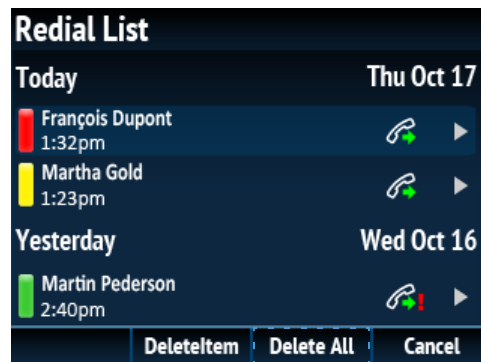 Redial List
Today Thu Oct 17
François Dupont
1:32pm
Martha Gold
1:23pm
Yesterday Wed Oct 16
Martin Pederson
2:40pm
DeleteItem Delete All Cancel